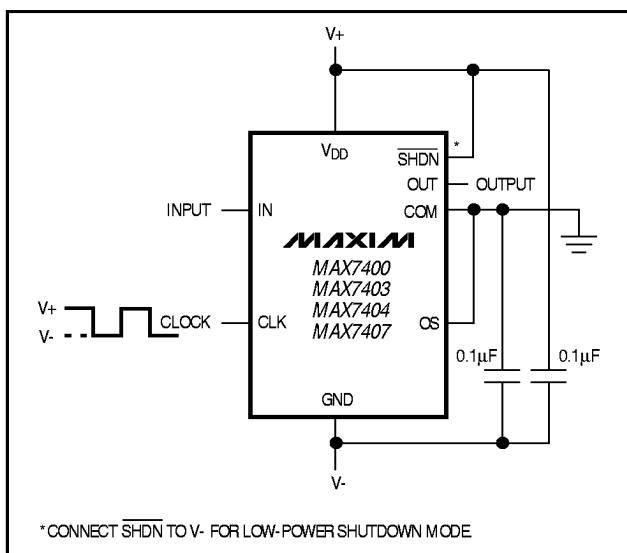 V+
VDD
*
SHDN
OUT OUTPUT
INPUT IN
COM
MAXIM
MAX7400
MAX7403
MAX7404
MAX7407
V+
V-
CLOCK CLK
OS
0.1µF 0.1µF
GND
V-
*CONNECT SHDN TO V- FOR LOW-POWER SHUTDOWN MODE.